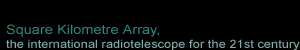 Square Kilometre Array,
the international radiotelescope for the 21st century